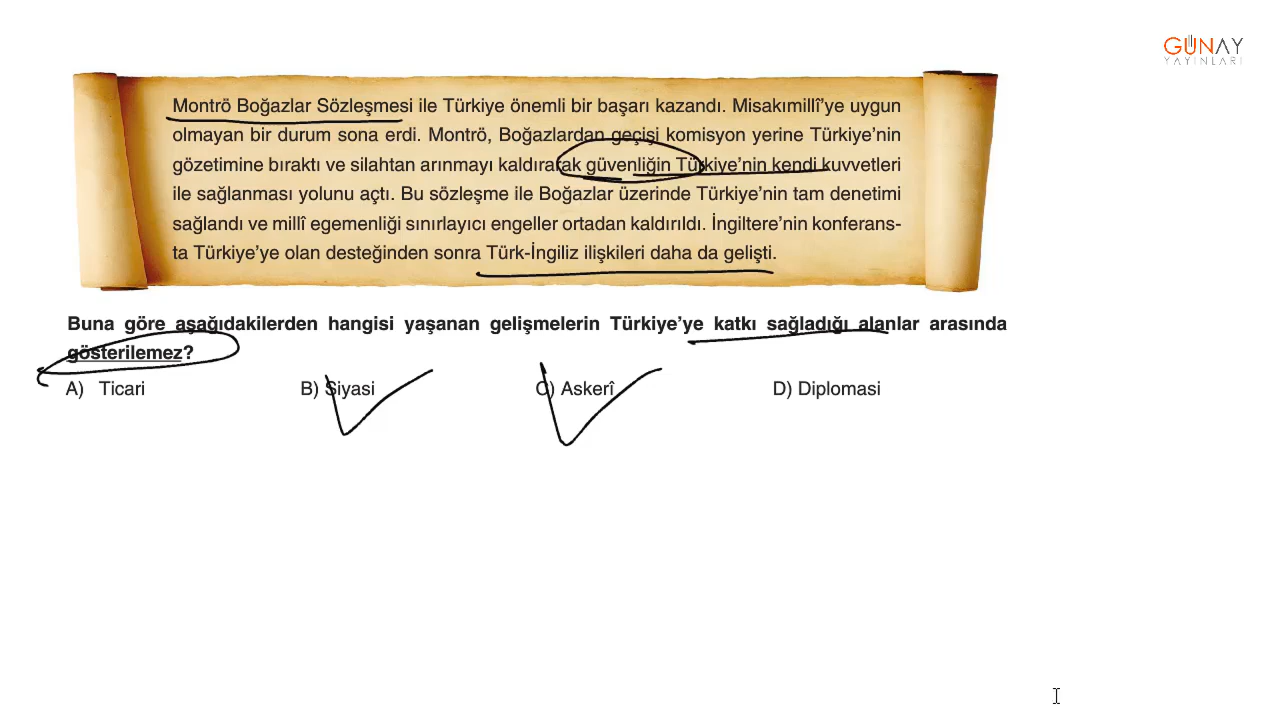 GÜNAY
YAYINLARI
Montrö Boğazlar Sözleşmesi ile Türkiye önemli bir başarı kazandı. Misakımillî’ye uygun
olmayan bir durum sona erdi. Montrö, Boğazlardan geçişi komisyon yerine Türkiye’nin
gözetimine bıraktı ve silahtan arınmayı kaldırarak güvenliğin Türkiye’nin kendi kuvvetleri
ile sağlanması yolunu açtı. Bu sözleşme ile Boğazlar üzerinde Türkiye’nin tam denetimi
sağlandı ve millî egemenliği sınırlayıcı engeller ortadan kaldırıldı. İngiltere’nin konferans-
ta Türkiye’ye olan desteğinden sonra Türk-İngiliz ilişkileri daha da gelişti.
Buna göre aşağıdakilerden hangisi yaşanan gelişmelerin Türkiye’ye katkı sağladığı alanlar arasında
gösterilemez?
A) Ticari B) Siyasi C) Askerî D) Diplomasi